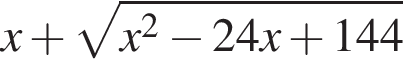 x + √(x² − 24x + 144)